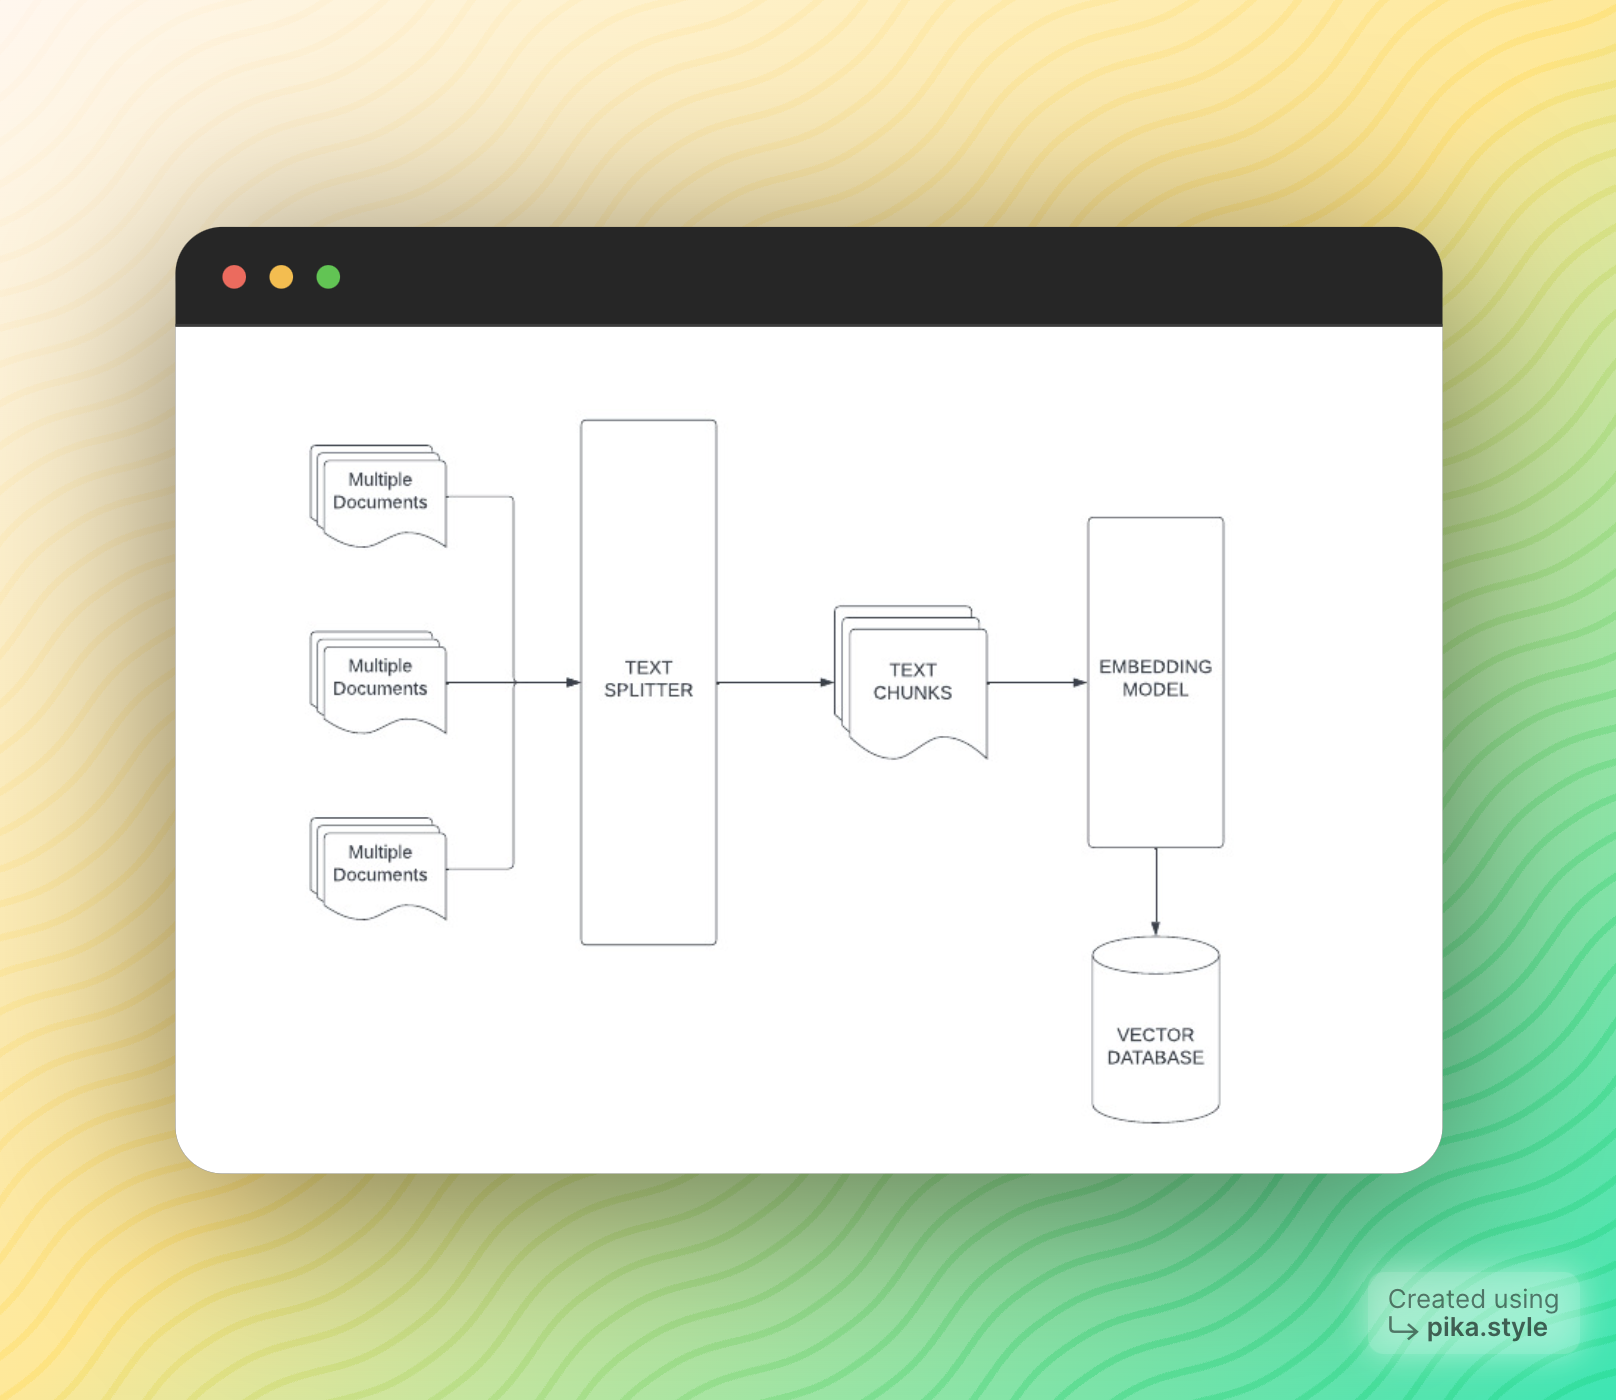 Multiple
Documents
Multiple
Documents
Multiple
Documents
TEXT
SPLITTER
TEXT
CHUNKS
EMBEDDING
MODEL
VECTOR
DATABASE
Created using
pika.style